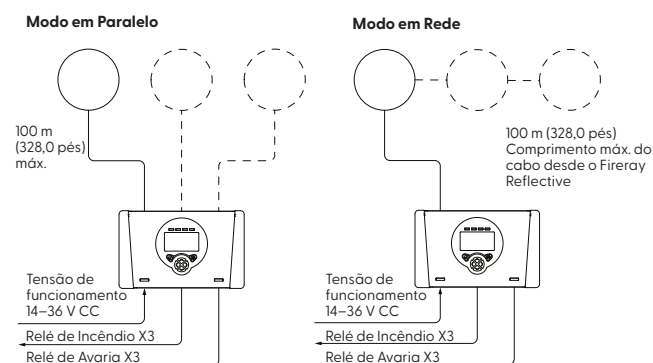 Modo em Paralelo
100 m
(328,0 pés)
máx.
Tensão de
funcionamento
14–36 V CC
Relé de Incêndio X3
Relé de Avaria X3
Modo em Rede
100 m (328,0 pés)
Comprimento máx. do
cabo desde o Fireray
Reflective
Tensão de
funcionamento
14–36 V CC
Relé de Incêndio X3
Relé de Avaria X3